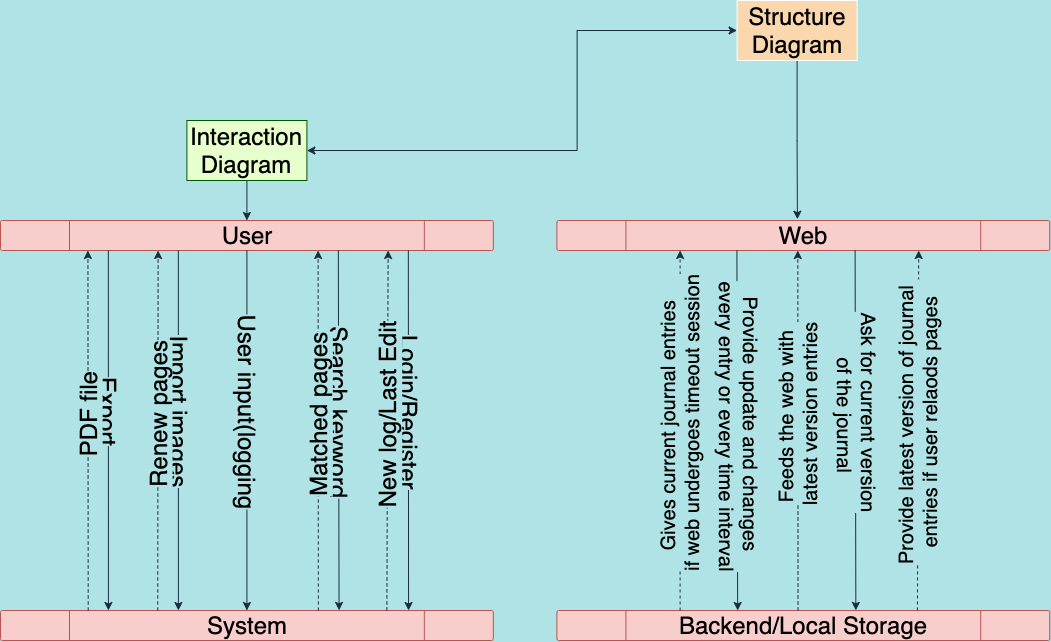 Structure
Diagram
Interaction
Diagram
User
Web
PDF file
Export
Renew pages
Import images
User input(logging
Matched pages
Search keyword
New log/Last Edit
Login/Register
Gives current journal entries
if web undergoes timeout session
Provide update and changes
every entry or every time interval
Feeds the web with
latest version entries
Ask for current version
of the journal
Provide latest version of journal
entries if user relaods pages
System
Backend/Local Storage